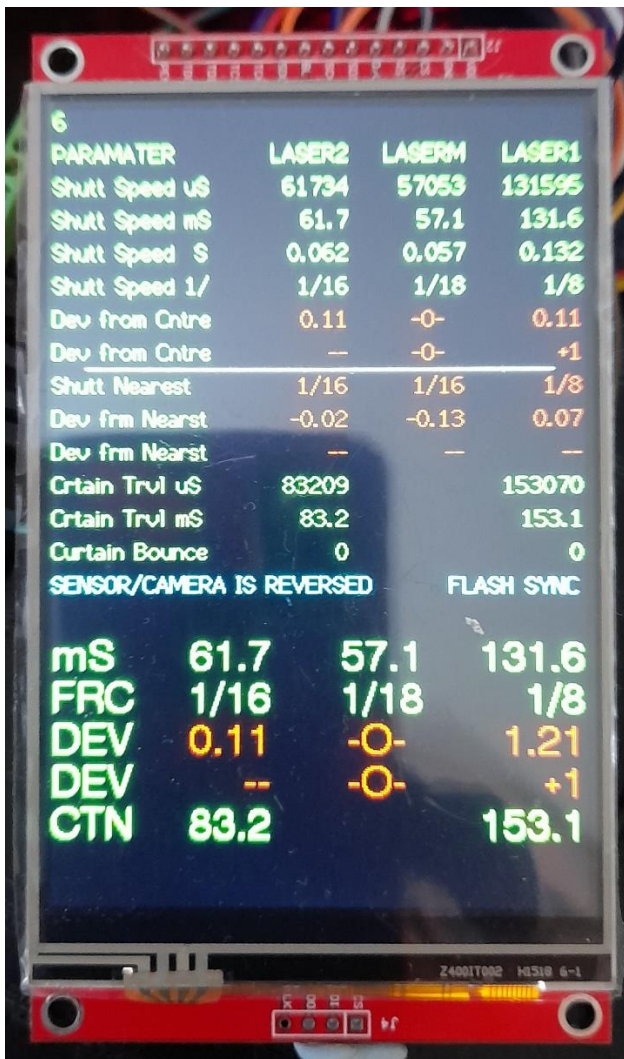 J2
6
PARAMATER LASER2 LASERM LASER1
Shutt Speed uS 61734 57053 131595
Shutt Speed mS 61.7 57.1 131.6
Shutt Speed S 0.062 0.057 0.132
Shutt Speed 1/ 1/16 1/18 1/8
Dev from Cntre 0.11 -0- 0.11
Dev from Cntre -- -0- +1
Shutt Nearest 1/16 1/16 1/8
Dev frm Nearst -0.02 -0.13 0.07
Dev frm Nearst -- -- --
Crtain Trvl uS 83209 153070
Crtain Trvl mS 83.2 153.1
Curtain Bounce 0 0
SENSOR/CAMERA IS REVERSED FLASH SYNC
mS 61.7 57.1 131.6
FRC 1/16 1/18 1/8
DEV 0.11 -O- 1.21
DEV -- -O- +1
CTN 83.2 153.1
Z400IT002 H1518 6-1
J4